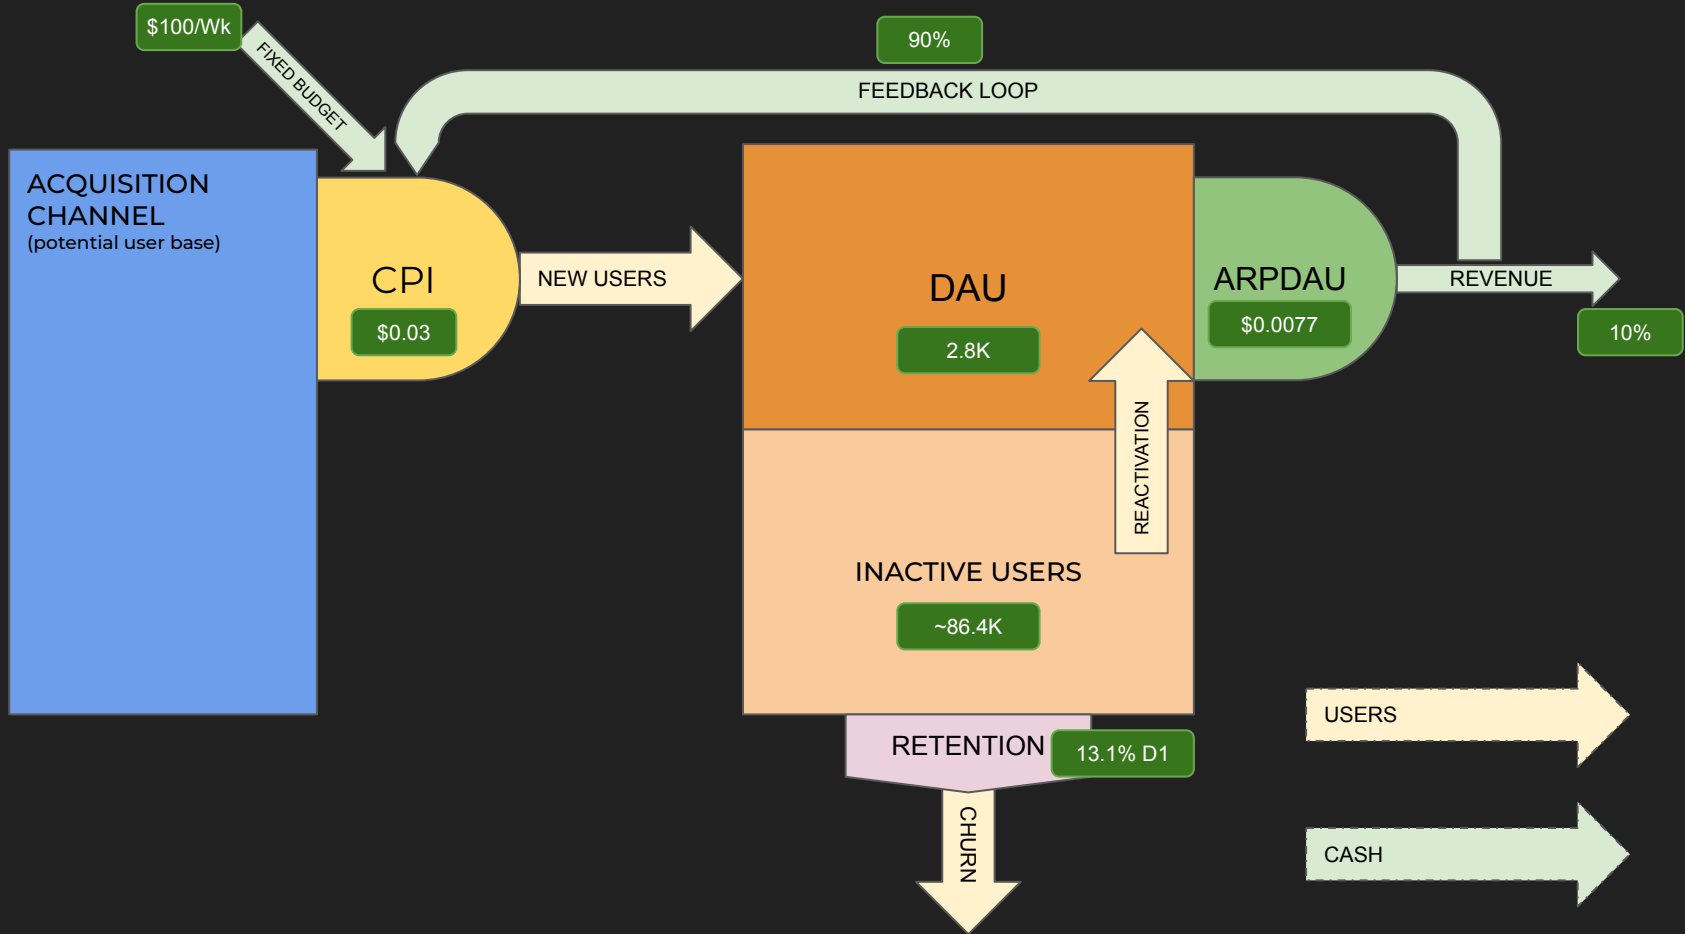 $100/Wk
FIXED BUDGET
90%
FEEDBACK LOOP
ACQUISITION
CHANNEL
(potential user base)
CPI
$0.03
NEW USERS
DAU
2.8K
ARPDAU
$0.0077
REVENUE
10%
REACTIVATION
INACTIVE USERS
~86.4K
RETENTION
13.1% D1
CHURN
USERS
CASH